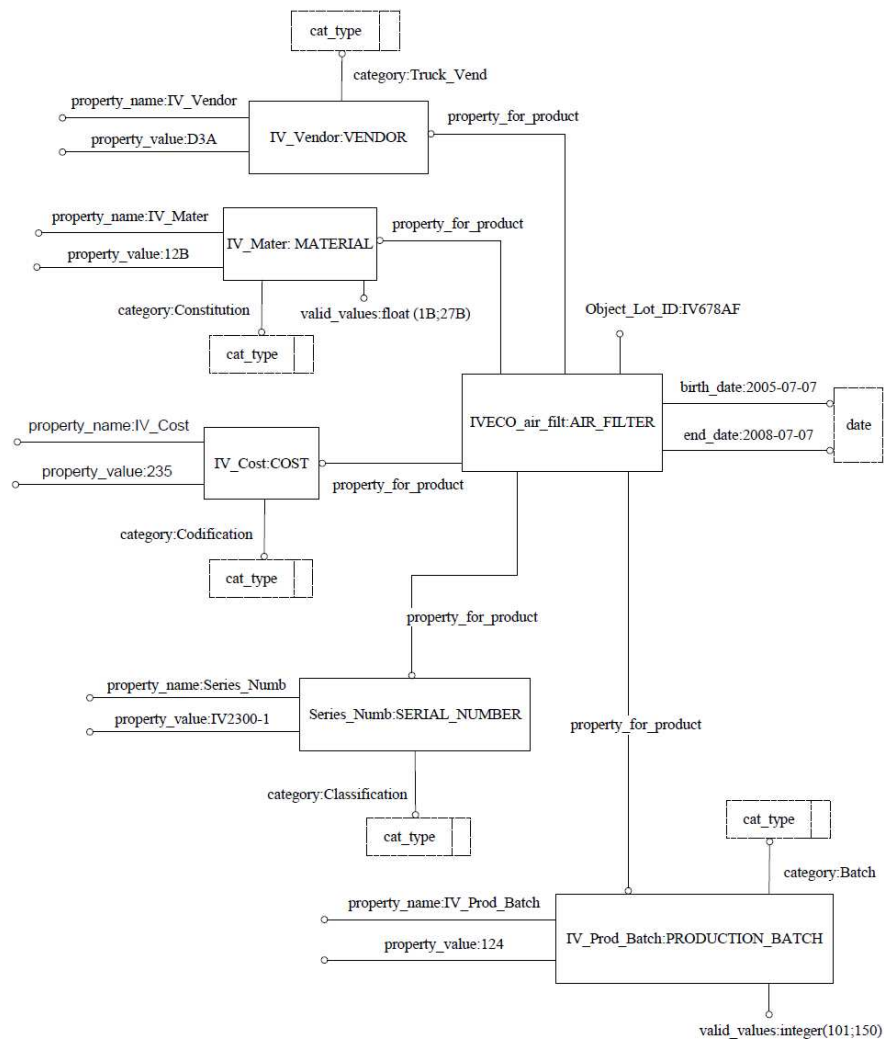 cat_type
category:Truck_Vend
property_name:IV_Vendor
property_value:D3A
IV_Vendor:VENDOR
property_for_product
property_name:IV_Mater
property_value:12B
IV_Mater: MATERIAL
property_for_product
category:Constitution
valid_values:float (1B;27B)
cat_type
Object_Lot_ID:IV678AF
IVECO_air_filt:AIR_FILTER
birth_date:2005-07-07
end_date:2008-07-07
date
property_name:IV_Cost
property_value:235
IV_Cost:COST
property_for_product
category:Codification
cat_type
property_for_product
property_name:Series_Numb
property_value:IV2300-1
Series_Numb:SERIAL_NUMBER
category:Classification
cat_type
property_for_product
cat_type
category:Batch
property_name:IV_Prod_Batch
property_value:124
IV_Prod_Batch:PRODUCTION_BATCH
valid_values:integer(101;150)